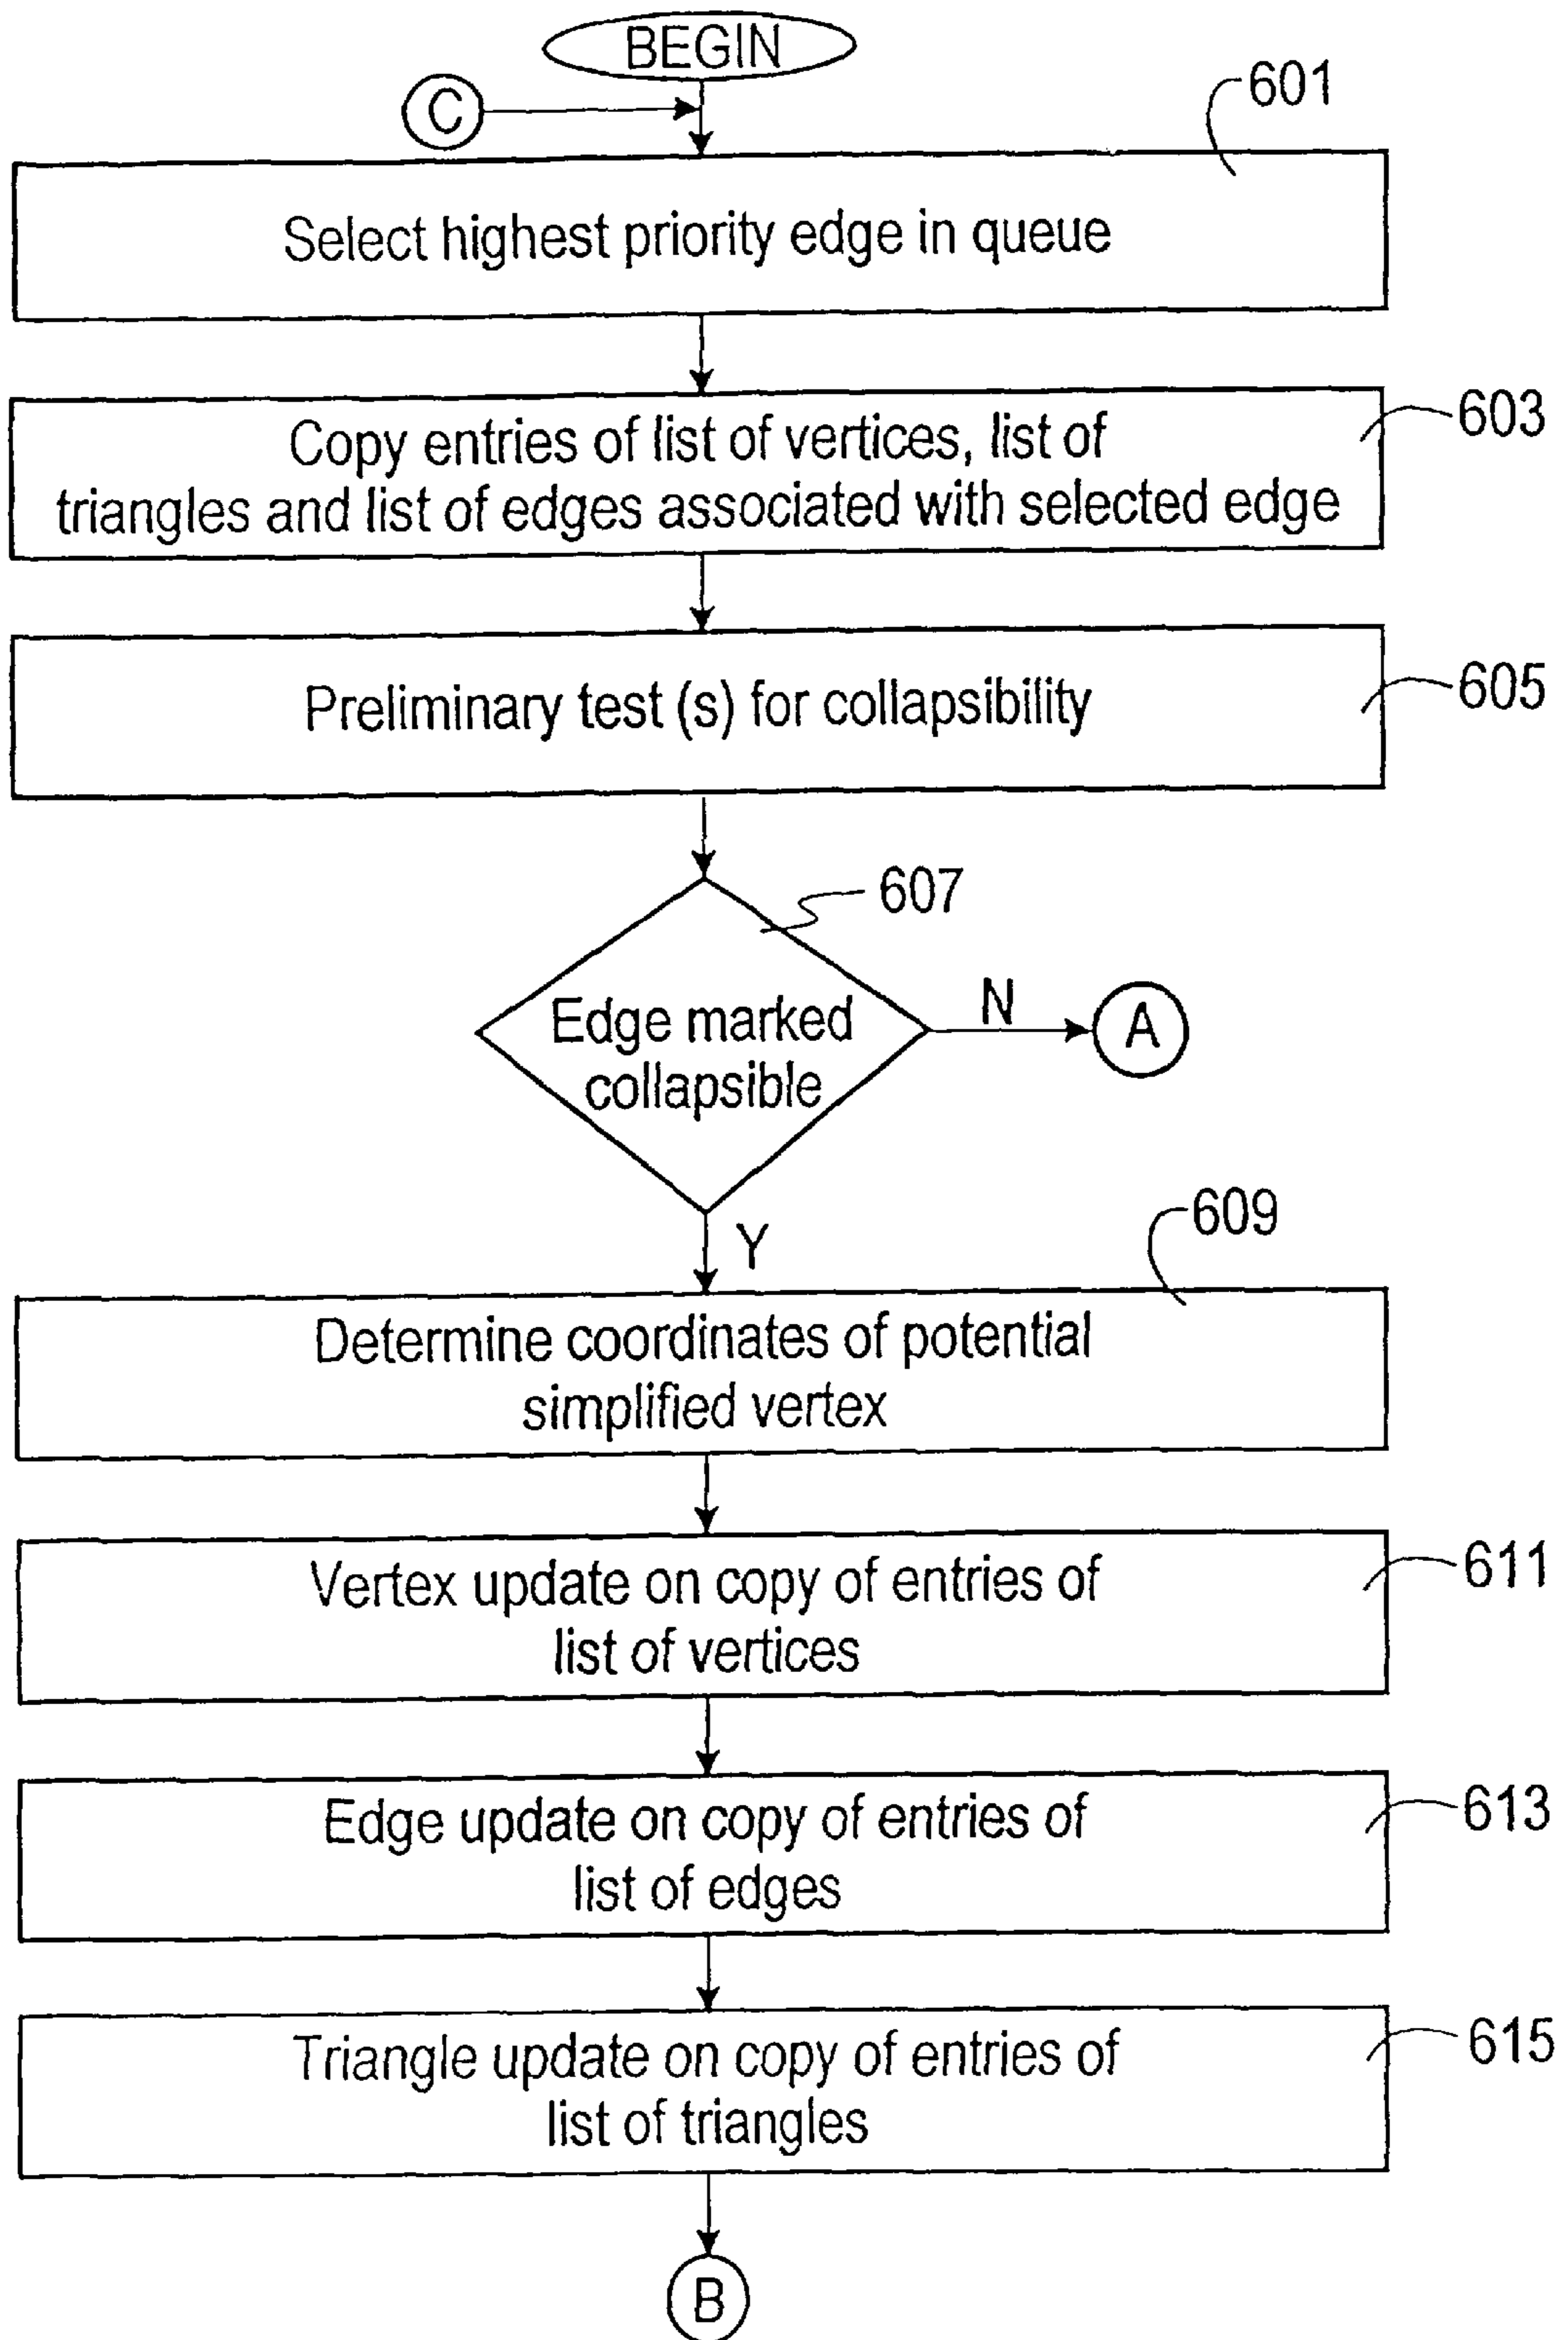 BEGIN
C
601
Select highest priority edge in queue
603
Copy entries of list of vertices, list of
triangles and list of edges associated with selected edge
Preliminary test (s) for collapsibility
605
607
Edge marked
collapsible
N
A
Y
609
Determine coordinates of potential
simplified vertex
Vertex update on copy of entries of
list of vertices
611
Edge update on copy of entries of
list of edges
613
Triangle update on copy of entries of
list of triangles
615
B